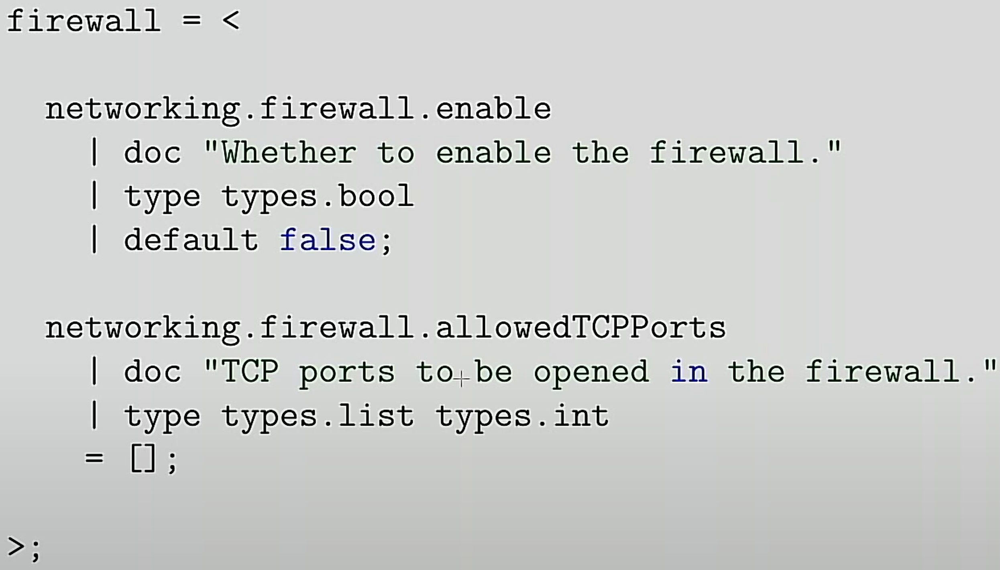 firewall = <
networking.firewall.enable
| doc "Whether to enable the firewall."
| type types.bool
| default false;
networking.firewall.allowedTCPPorts
| doc "TCP ports to be opened in the firewall."
| type types.list types.int
= [];
>;